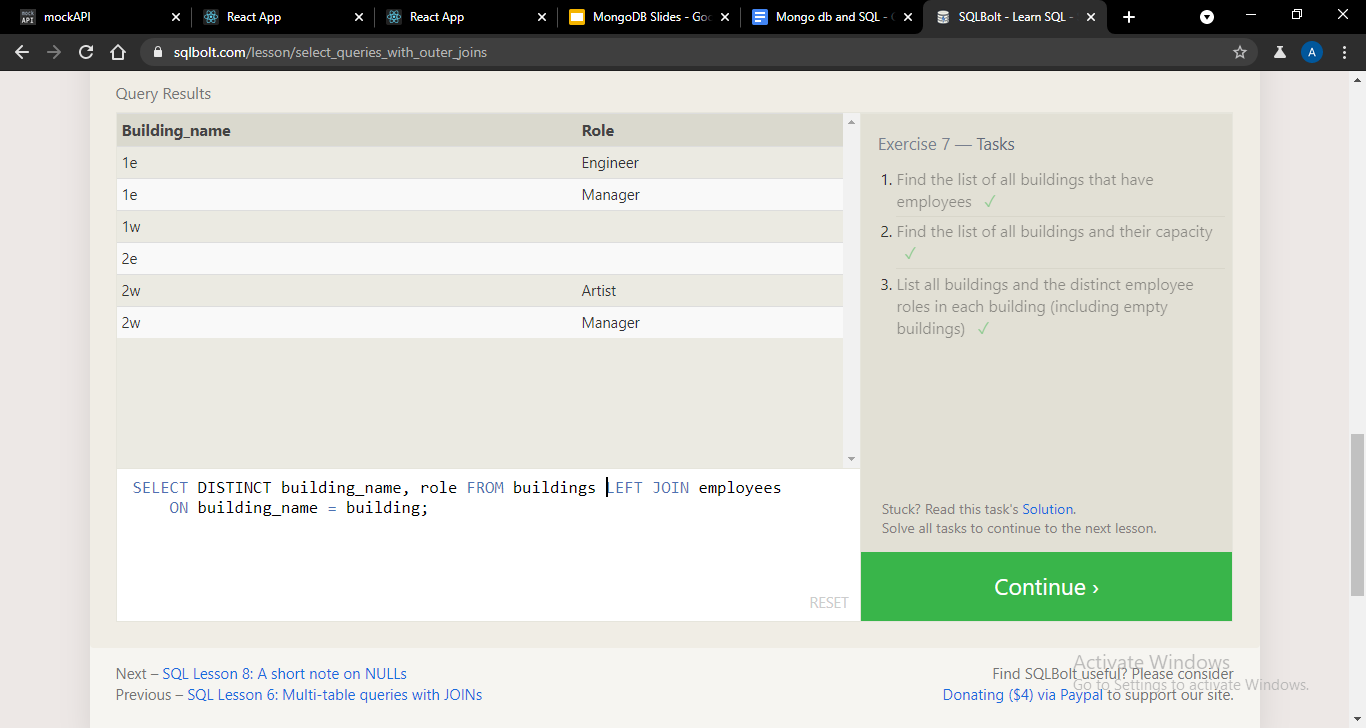 mock API mockAPI
React App
React App
MongoDB Slides - Goo
Mongo db and SQL -
SQLBolt - Learn SQL -
sqlbolt.com/lesson/select_queries_with_outer_joins
A
Query Results
Building_name Role
1e Engineer
1e Manager
1w
2e
2w Artist
2w Manager
SELECT DISTINCT building_name, role FROM buildings LEFT JOIN employees
ON building_name = building;
RESET
Exercise 7 — Tasks
1. Find the list of all buildings that have
employees ✓
2. Find the list of all buildings and their capacity
✓
3. List all buildings and the distinct employee
roles in each building (including empty
buildings) ✓
Stuck? Read this task's Solution.
Solve all tasks to continue to the next lesson.
Continue ›
Next – SQL Lesson 8: A short note on NULLs
Previous – SQL Lesson 6: Multi-table queries with JOINs
Find SQLBolt useful? Please consider
Donating ($4) via Paypal to support our site.
Activate Windows
Go to Settings to activate Windows.